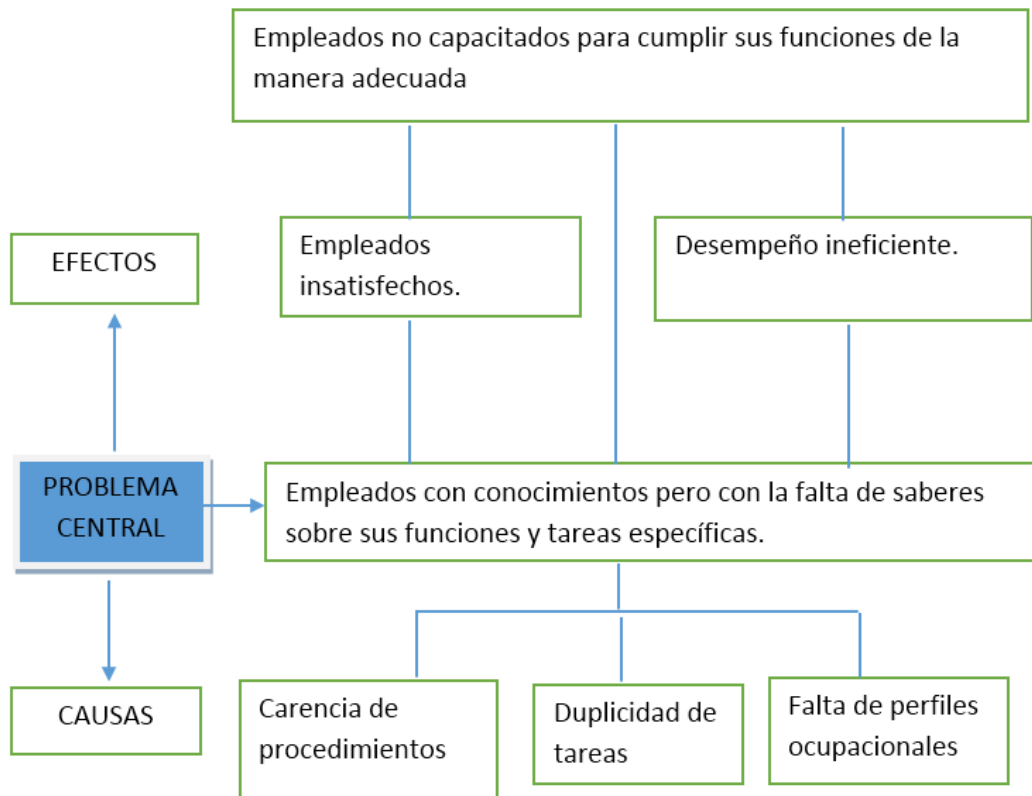 Empleados no capacitados para cumplir sus funciones de la
manera adecuada
EFECTOS
Empleados
insatisfechos.
Desempeño ineficiente.
PROBLEMA
CENTRAL
Empleados con conocimientos pero con la falta de saberes
sobre sus funciones y tareas específicas.
CAUSAS
Carencia de
procedimientos
Duplicidad de
tareas
Falta de perfiles
ocupacionales